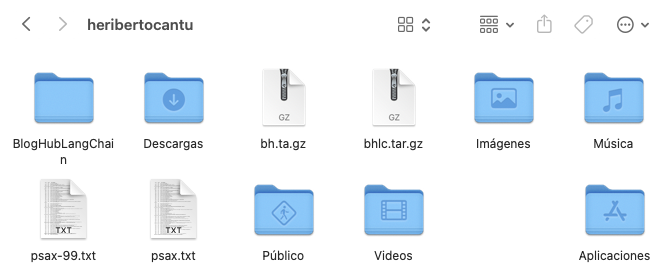 heribertocantu
BlogHubLangChai
n
Descargas
GZ
bh.ta.gz
GZ
bhlc.tar.gz
Imágenes
Música
TXT
psax-99.txt
TXT
psax.txt
Público
Videos
Aplicaciones